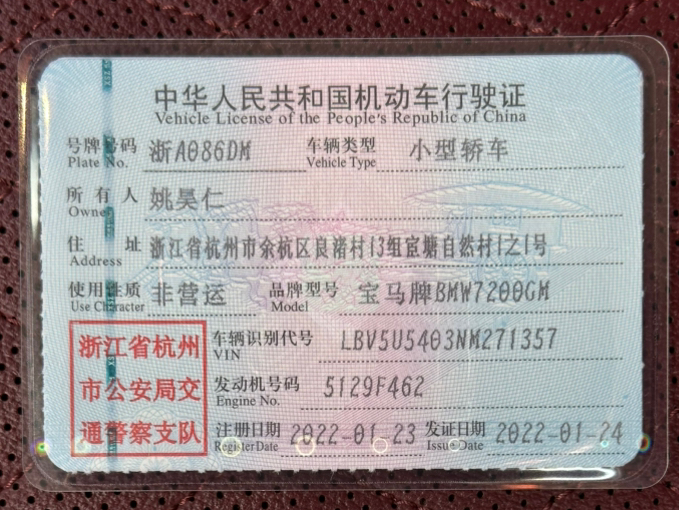 中华人民共和国机动车行驶证
Vehicle License of the People's Republic of China
号牌号码 浙A086DM 车辆类型 小型轿车
Plate No. Vehicle Type
所有人 姚昊仁
Owner
住址 浙江省杭州市余杭区良渚村13组宦塘自然村1之1号
Address
使用性质 非营运 品牌型号 宝马牌BMW7200GM
Use Character Model
浙江省杭州
市公安局交
通警察支队
车辆识别代号 LBV5U5403NM271357
VIN
发动机号码 5129F462
Engine No.
注册日期 2022-01-23 发证日期 2022-01-24
Register Date Issue Date